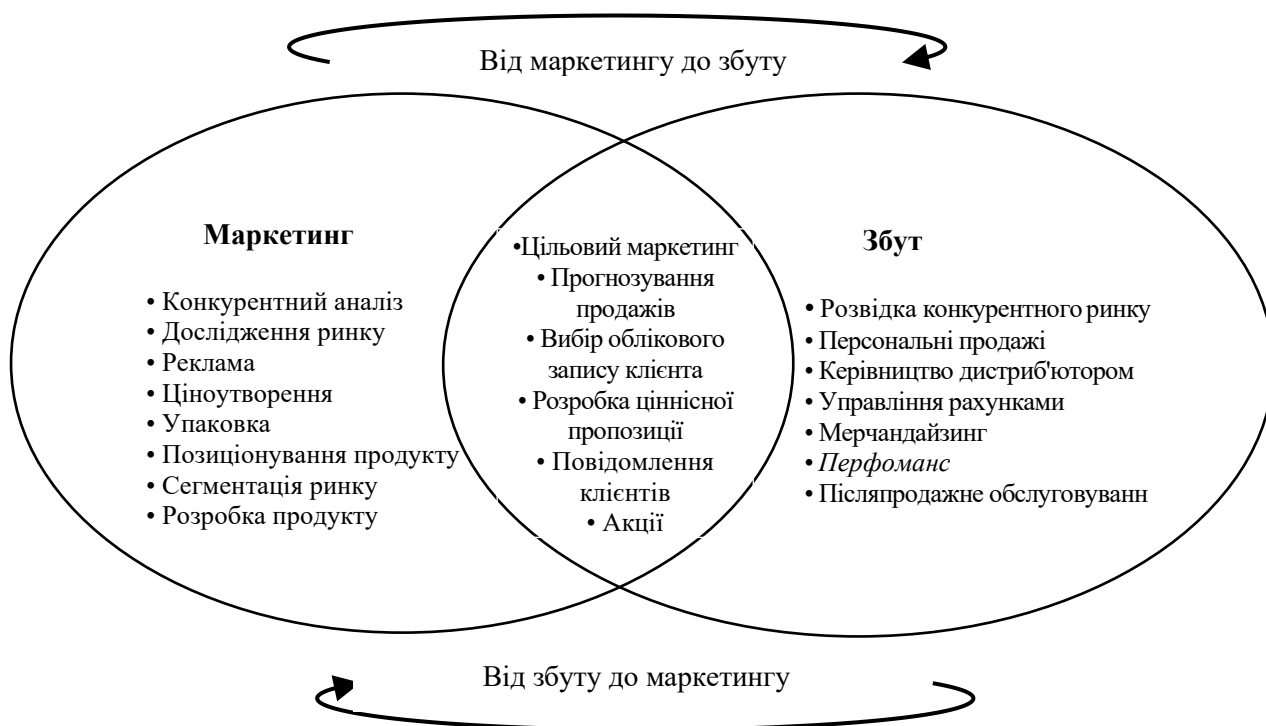 Від маркетингу до збуту
Маркетинг
• Конкурентний аналіз
• Дослідження ринку
• Реклама
• Ціноутворення
• Упаковка
• Позиціонування продукту
• Сегментація ринку
• Розробка продукту
•Цільовий маркетинг
• Прогнозування
продажів
• Вибір облікового
запису клієнта
• Розробка ціннісної
пропозиції
• Повідомлення
клієнтів
• Акції
Збут
• Розвідка конкурентного ринку
• Персональні продажі
• Керівництво дистриб'ютором
• Управління рахунками
• Мерчандайзинг
• Перфоманс
• Післяпродажне обслуговуванн
Від збуту до маркетингу